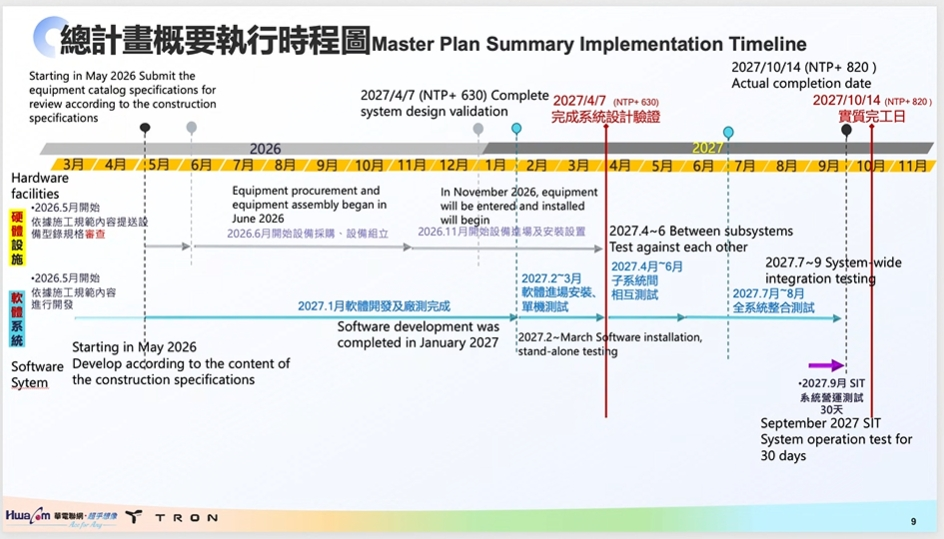 總計畫概要執行時程圖Master Plan Summary Implementation Timeline
Starting in May 2026 Submit the
equipment catalog specifications for
review according to the construction
specifications
2027/4/7 (NTP+ 630) Complete
system design validation
2027/4/7 (NTP+ 630)
完成系統設計驗證
2027/10/14 (NTP+ 820 )
Actual completion date
2027/10/14 (NTP+ 820 )
實質完工日
2026
2027
3月 4月 5月 6月 7月 8月 9月 10月 11月 12月 1月 2月 3月 4月 5月 6月 7月 8月 9月 10月 11月
Hardware
facilities
硬體設施
•2026.5月開始
依據施工規範內容提送設
備型錄規格審查
Equipment procurement and
equipment assembly began in
June 2026
2026.6月開始設備採購、設備組立
In November 2026, equipment
will be entered and installed
will begin
2026.11月開始設備進場及安裝設置
2027.4~6 Between subsystems
Test against each other
2027.4月~6月
子系統間
相互測試
2027.7~9 System-wide
integration testing
2027.7月~8月
全系統整合測試
軟體系統
•2026.5月開始
依據施工規範內容
進行開發
2027.1月軟體開發及廠測完成
Software development was
completed in January 2027
2027.2~3月
軟體進場安裝、
單機測試
2027.2~March Software installation,
stand-alone testing
Software
Sytem
Starting in May 2026
Develop according to the content of
the construction specifications
•2027.9月 SIT
系統營運測試
30天
September 2027 SIT
System operation test for
30 days
HwaCom 華電聯網·超乎想像
TRON
9